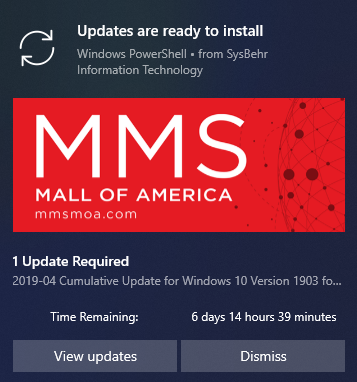 Updates are ready to install
Windows PowerShell • from SysBehr
Information Technology
MMS
MALL OF AMERICA
mmsmoa.com
1 Update Required
2019-04 Cumulative Update for Windows 10 Version 1903 fo...
Time Remaining: 6 days 14 hours 39 minutes
View updates Dismiss